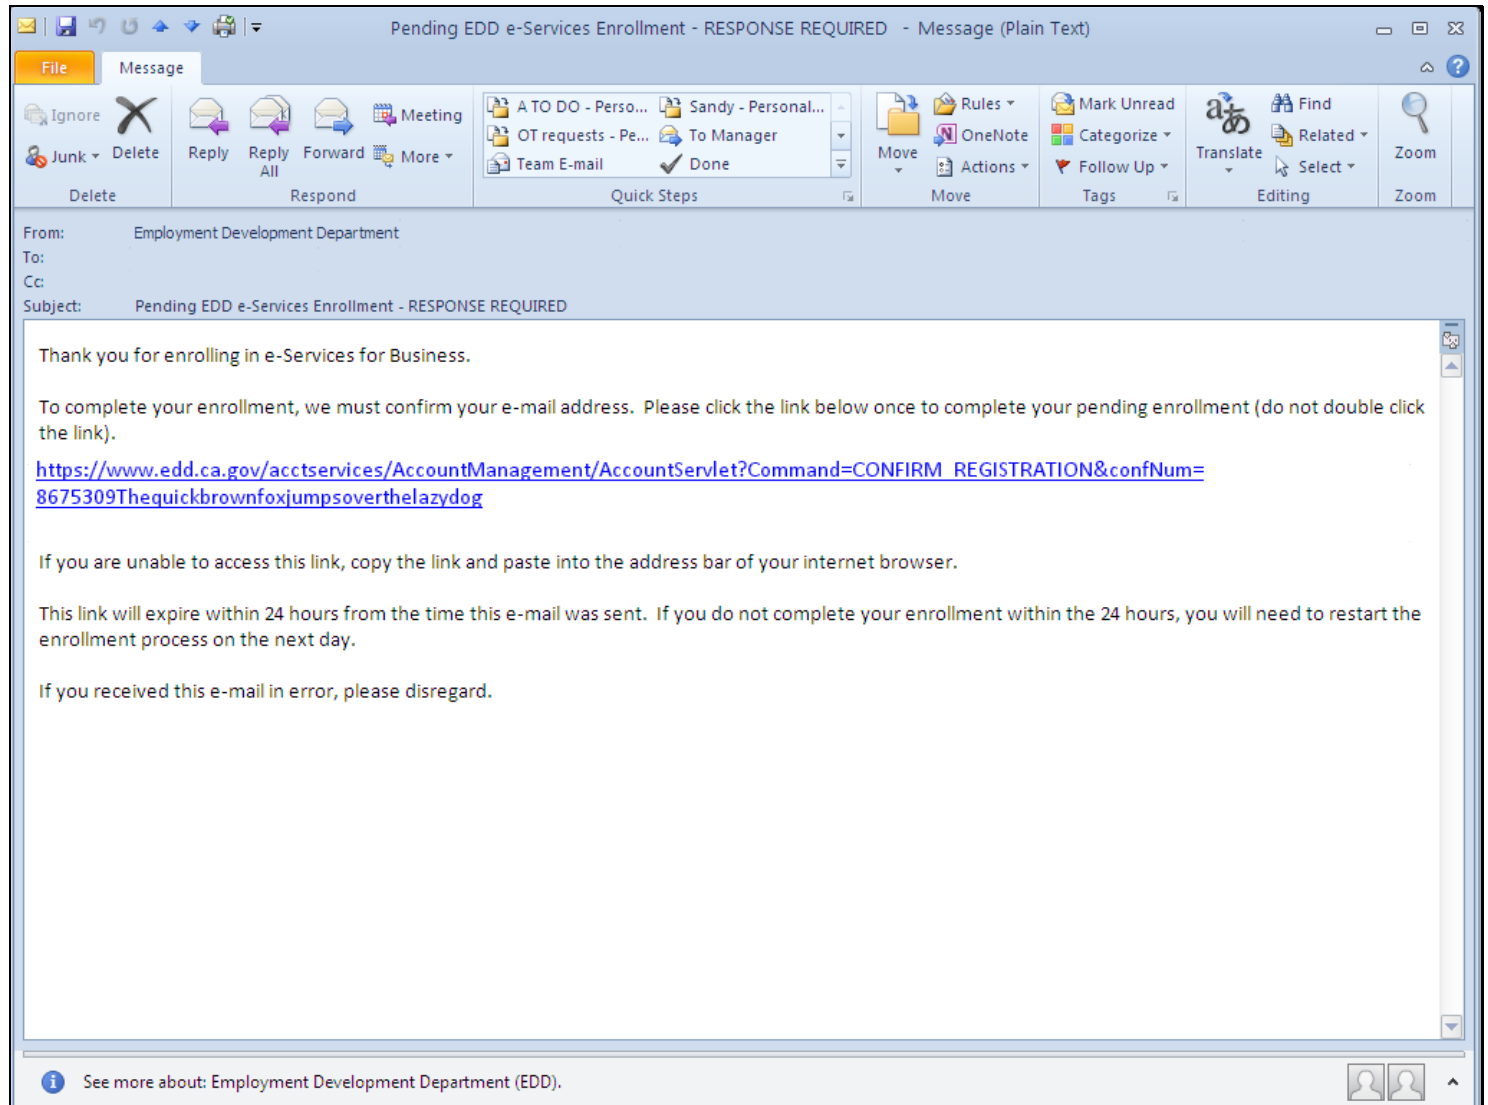 Pending EDD e-Services Enrollment - RESPONSE REQUIRED - Message (Plain Text)
File Message
Ignore
Junk
Delete
Reply
Reply All
Forward
Meeting
More
A TO DO - Perso...
Sandy - Personal...
OT requests - Pe...
To Manager
Team E-mail
Done
Move
Rules
OneNote
Actions
Mark Unread
Categorize
Follow Up
Translate
Find
Related
Select
Zoom
Delete Respond Quick Steps Move Tags Editing Zoom
From: Employment Development Department
To:
Cc:
Subject: Pending EDD e-Services Enrollment - RESPONSE REQUIRED
Thank you for enrolling in e-Services for Business.
To complete your enrollment, we must confirm your e-mail address. Please click the link below once to complete your pending enrollment (do not double click
the link).
https://www.edd.ca.gov/acctservices/AccountManagement/AccountServlet?Command=CONFIRM_REGISTRATION&confNum=
8675309Thequickbrownfoxjumpsoverthelazydog
If you are unable to access this link, copy the link and paste into the address bar of your internet browser.
This link will expire within 24 hours from the time this e-mail was sent. If you do not complete your enrollment within the 24 hours, you will need to restart the
enrollment process on the next day.
If you received this e-mail in error, please disregard.
See more about: Employment Development Department (EDD).